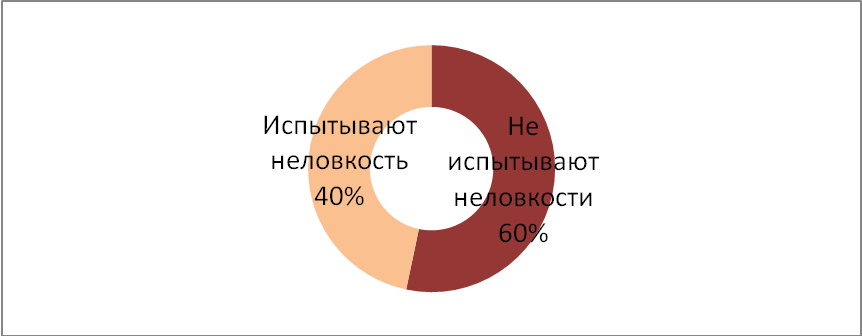 Испытывают
неловкость
40%
Не
испытывают
неловкости
60%